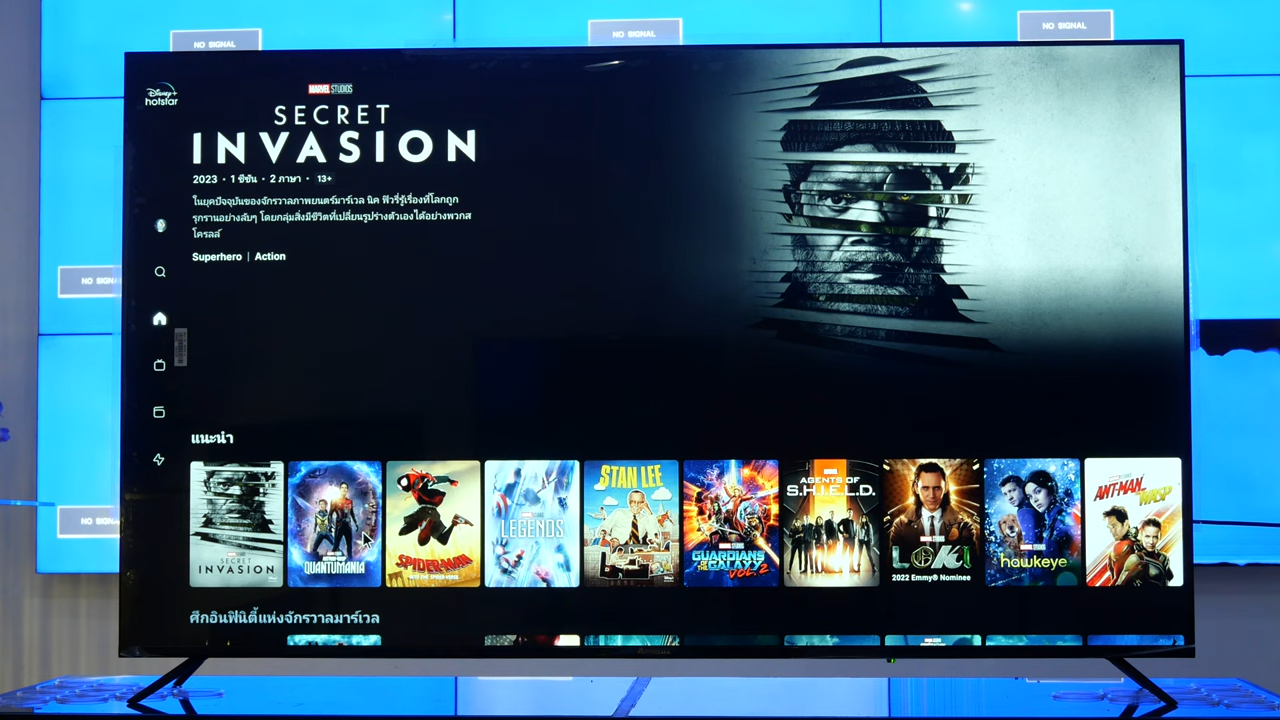 NO SIGNAL
NO SIGNAL
NO SIGNAL
Disney+
hotstar
MARVEL STUDIOS
SECRET
INVASION
2023 • 1 ซีซัน • 2 ภาษา • 13+
ในยุคปัจจุบันของจักรวาลภาพยนตร์มาร์เวล นิค ฟิวรี่รู้เรื่องที่โลกถูก
รุกรานอย่างลับๆ โดยกลุ่มสิ่งมีชีวิตที่เปลี่ยนรูปร่างตัวเองได้อย่างพวกส
โครลล์
Superhero | Action
NO SIGNA
NO SIGN
แนะนำ
SECRET
INVASION
QUANTUMANIA
SPIDER-MAN
INTO THE SPIDER-VERSE
LEGENDS
STAN LEE
GUARDIANS
OF THE GALAXY
VOL. 2
MARVEL
AGENTS OF
S.H.I.E.L.D.
LOKI
2022 Emmy® Nominee
hawkeye
ANT-MAN AND THE WASP
ศึกอินฟินิตี้แห่งจักรวาลมาร์เวล